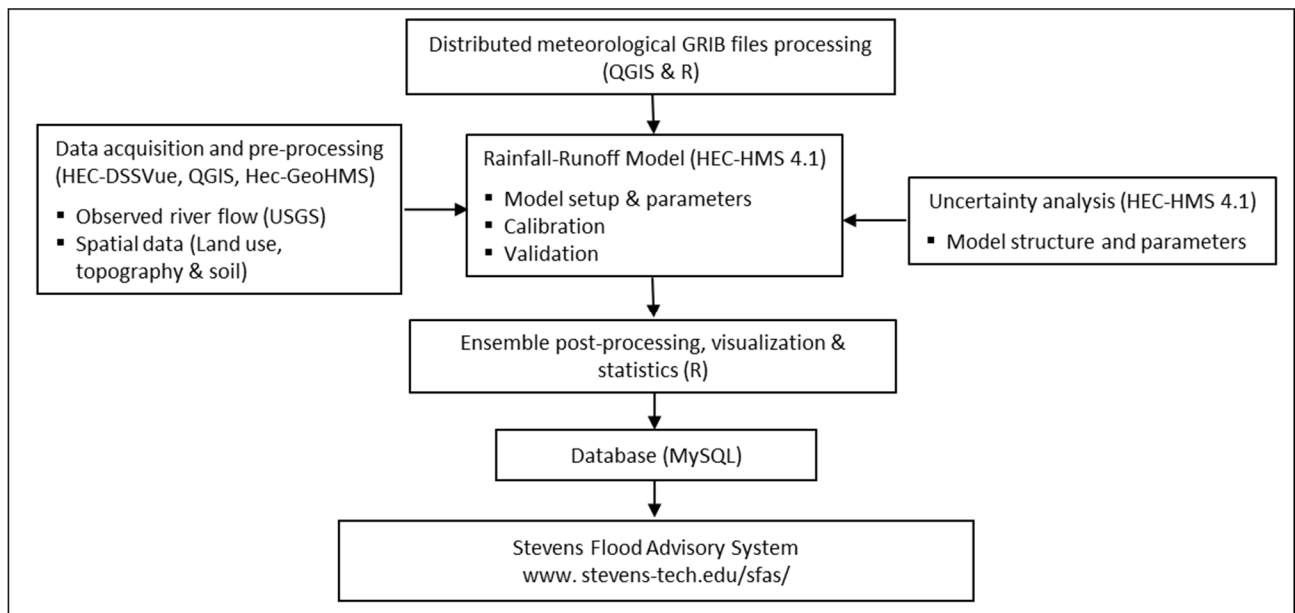 Distributed meteorological GRIB files processing
(QGIS & R)
Data acquisition and pre-processing
(HEC-DSSVue, QGIS, Hec-GeoHMS)
▪ Observed river flow (USGS)
▪ Spatial data (Land use,
topography & soil)
Rainfall-Runoff Model (HEC-HMS 4.1)
▪ Model setup & parameters
▪ Calibration
▪ Validation
Uncertainty analysis (HEC-HMS 4.1)
▪ Model structure and parameters
Ensemble post-processing, visualization &
statistics (R)
Database (MySQL)
Stevens Flood Advisory System
www. stevens-tech.edu/sfas/